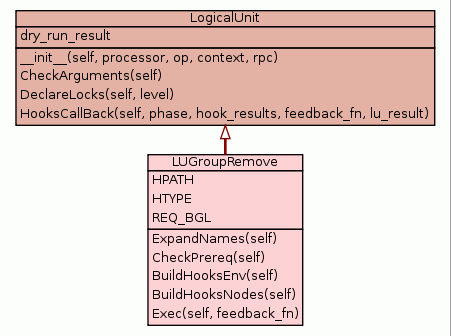 LogicalUnit
dry_run_result
__init__(self, processor, op, context, rpc)
CheckArguments(self)
DeclareLocks(self, level)
HooksCallBack(self, phase, hook_results, feedback_fn, lu_result)
LUGroupRemove
HPATH
HTYPE
REQ_BGL
ExpandNames(self)
CheckPrereq(self)
BuildHooksEnv(self)
BuildHooksNodes(self)
Exec(self, feedback_fn)